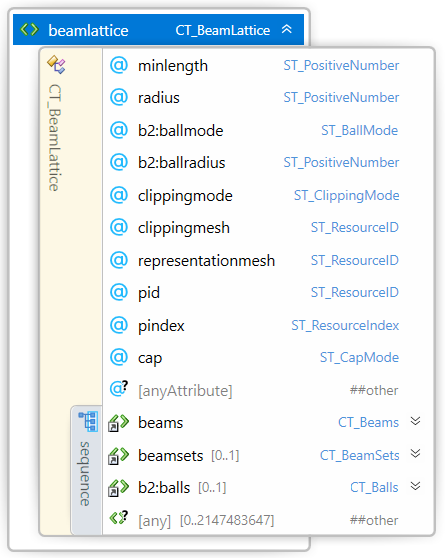 beamlattice CT_BeamLattice
CT_BeamLattice
@ minlength ST_PositiveNumber
@ radius ST_PositiveNumber
@ b2:ballmode ST_BallMode
@ b2:ballradius ST_PositiveNumber
@ clippingmode ST_ClippingMode
@ clippingmesh ST_ResourceID
@ representationmesh ST_ResourceID
@ pid ST_ResourceID
@ pindex ST_ResourceIndex
@ cap ST_CapMode
@? [anyAttribute] ##other
sequence
beams CT_Beams
beamsets [0..1] CT_BeamSets
b2:balls [0..1] CT_Balls
? [any] [0..2147483647] ##other